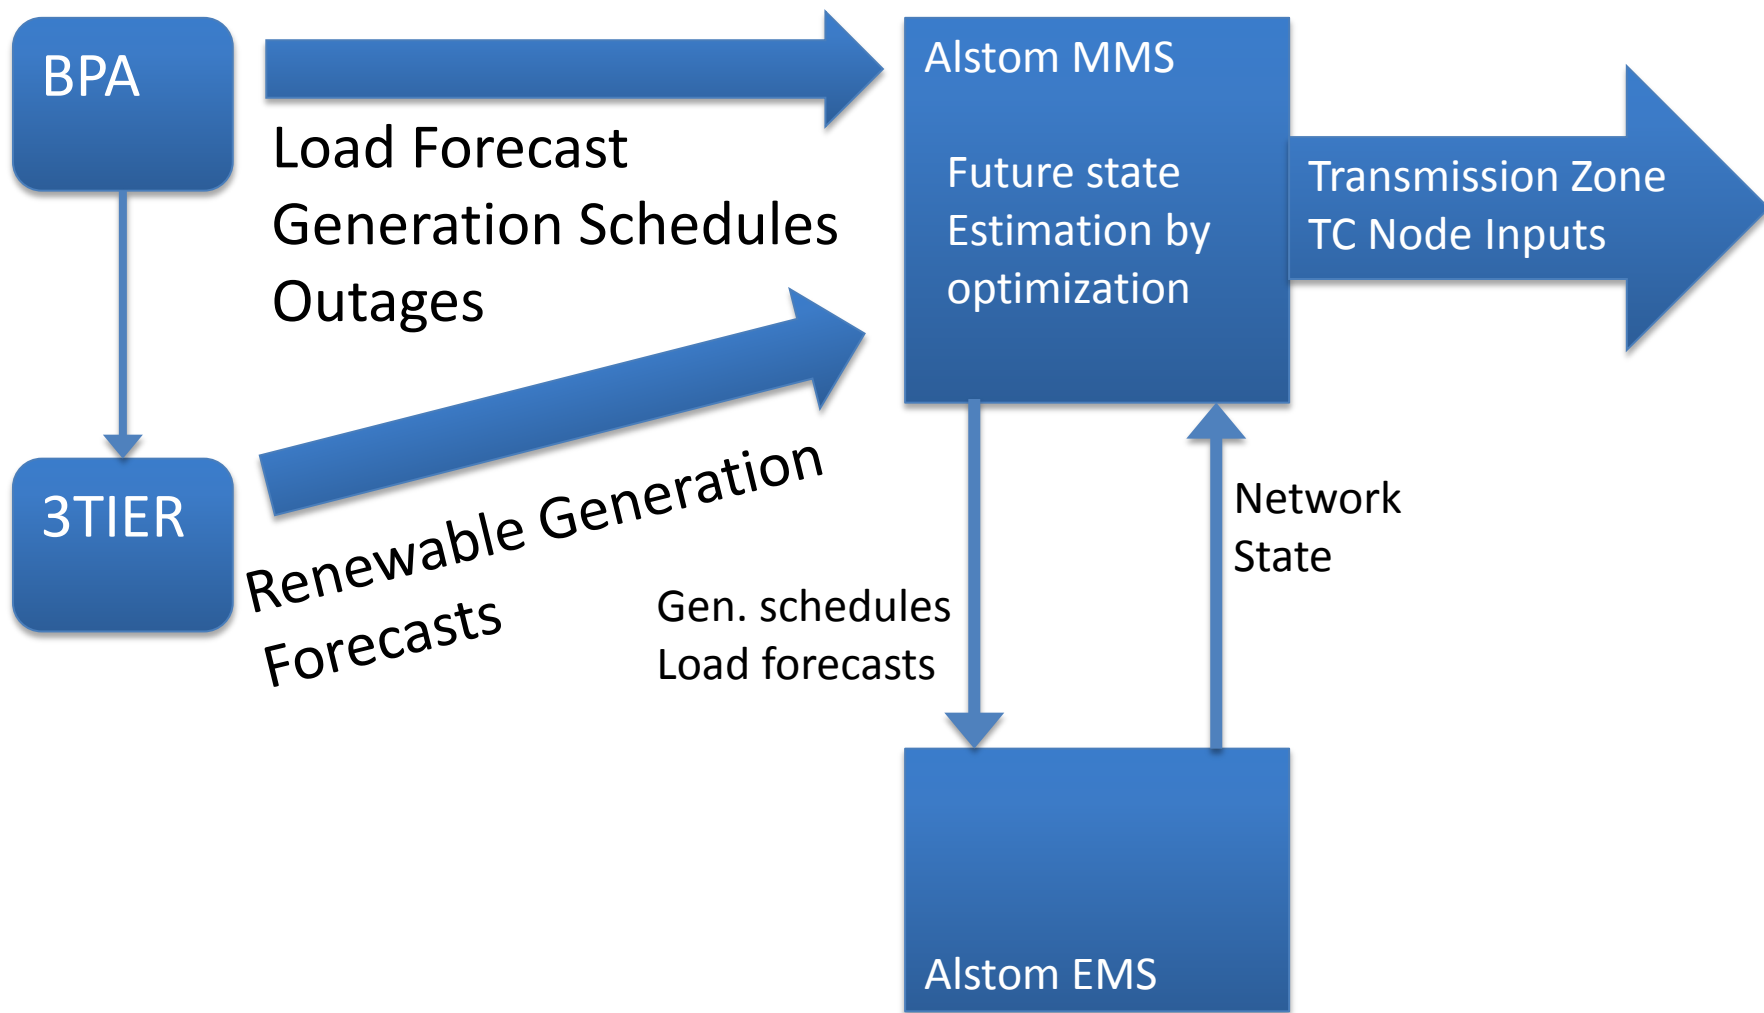 BPA
Load Forecast
Generation Schedules
Outages
Alstom MMS
Future state
Estimation by
optimization
Transmission Zone
TC Node Inputs
3TIER
Renewable Generation
Forecasts
Gen. schedules
Load forecasts
Network
State
Alstom EMS